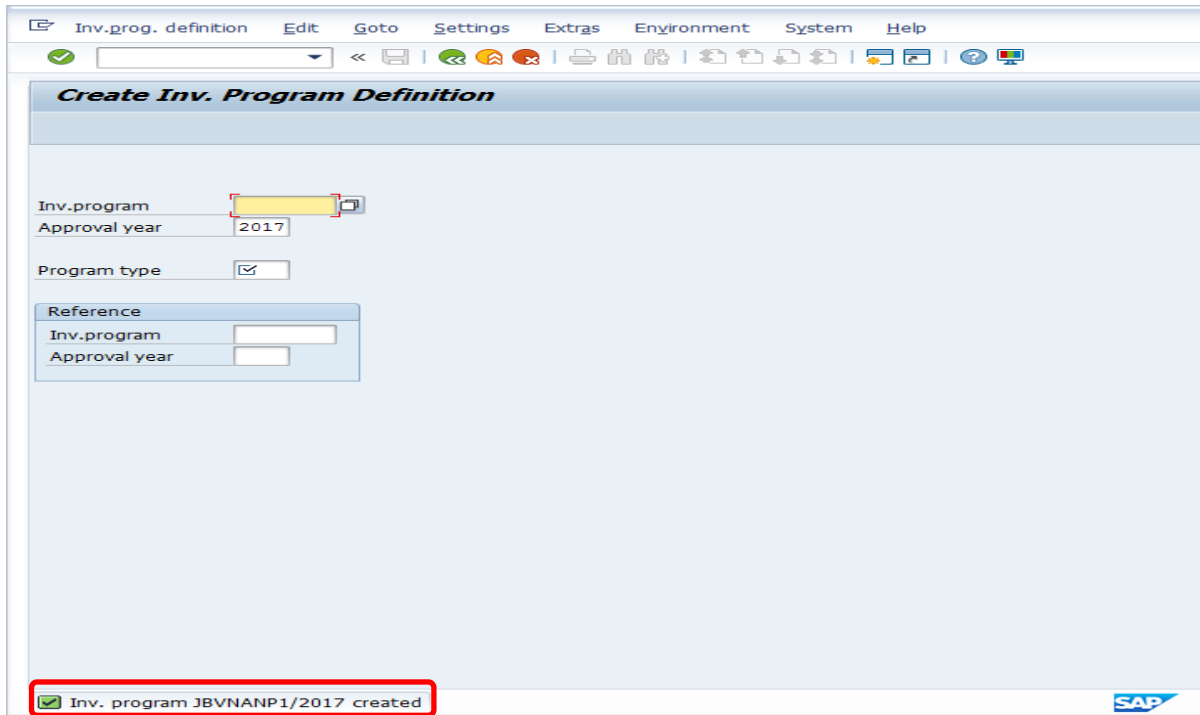 Inv.prog. definition Edit Goto Settings Extras Environment System Help
Create Inv. Program Definition
Inv.program
Approval year 2017
Program type
Reference
Inv.program
Approval year
Inv. program JBVNANP1/2017 created
SAP